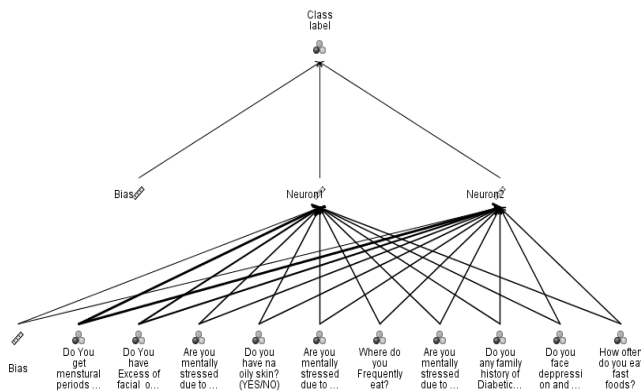 Class
label
Bias
Neuron1
Neuron2
Bias
Do You
get
menstural
periods ...
Do You
have
Excess of
facial o...
Are you
mentally
stressed
due to ...
Do you
have na
oily skin?
(YES/NO)
Are you
mentally
stressed
due to ...
Where do
you
Frequently
eat?
Are you
mentally
stressed
due to ...
Do you
any family
history of
Diabetic...
Do you
face
deppressi
on and ...
How often
do you eat
fast
foods?